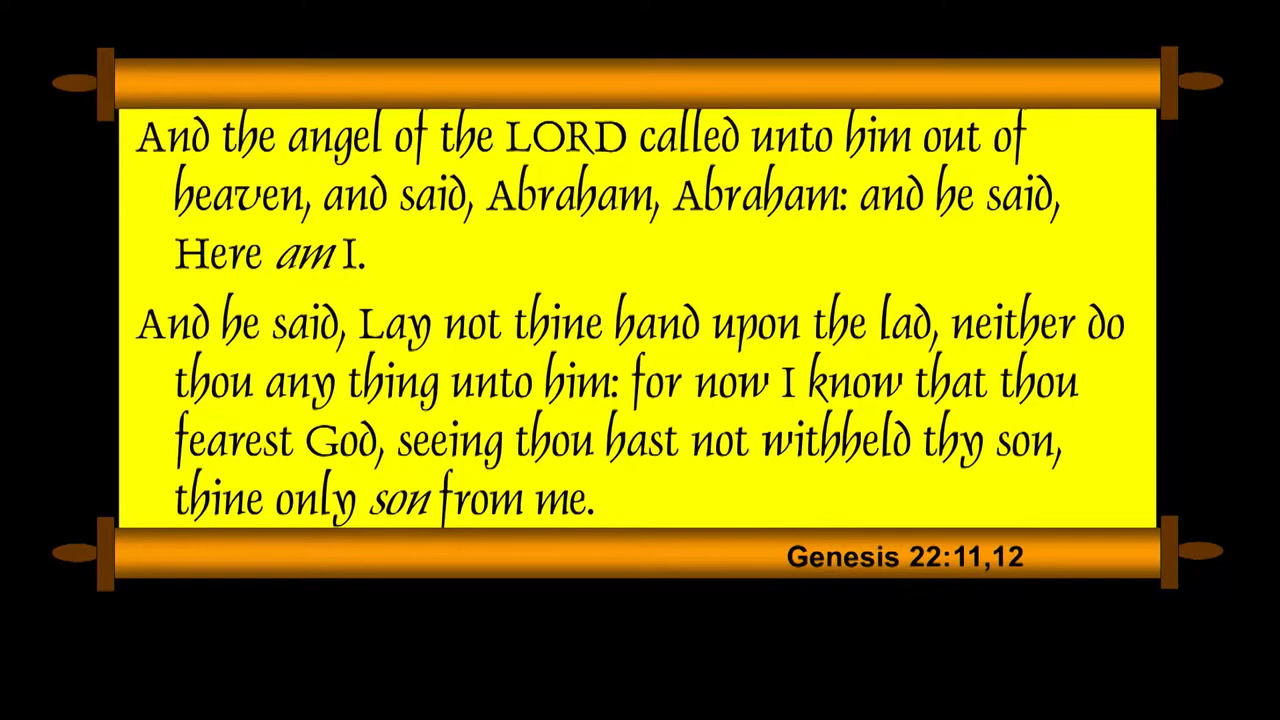 And the angel of the LORD called unto him out of
heaven, and said, Abraham, Abraham: and he said,
Here am I.
And he said, Lay not thine hand upon the lad, neither do
thou any thing unto him: for now I know that thou
fearest God, seeing thou hast not withheld thy son,
thine only son from me.
Genesis 22:11,12